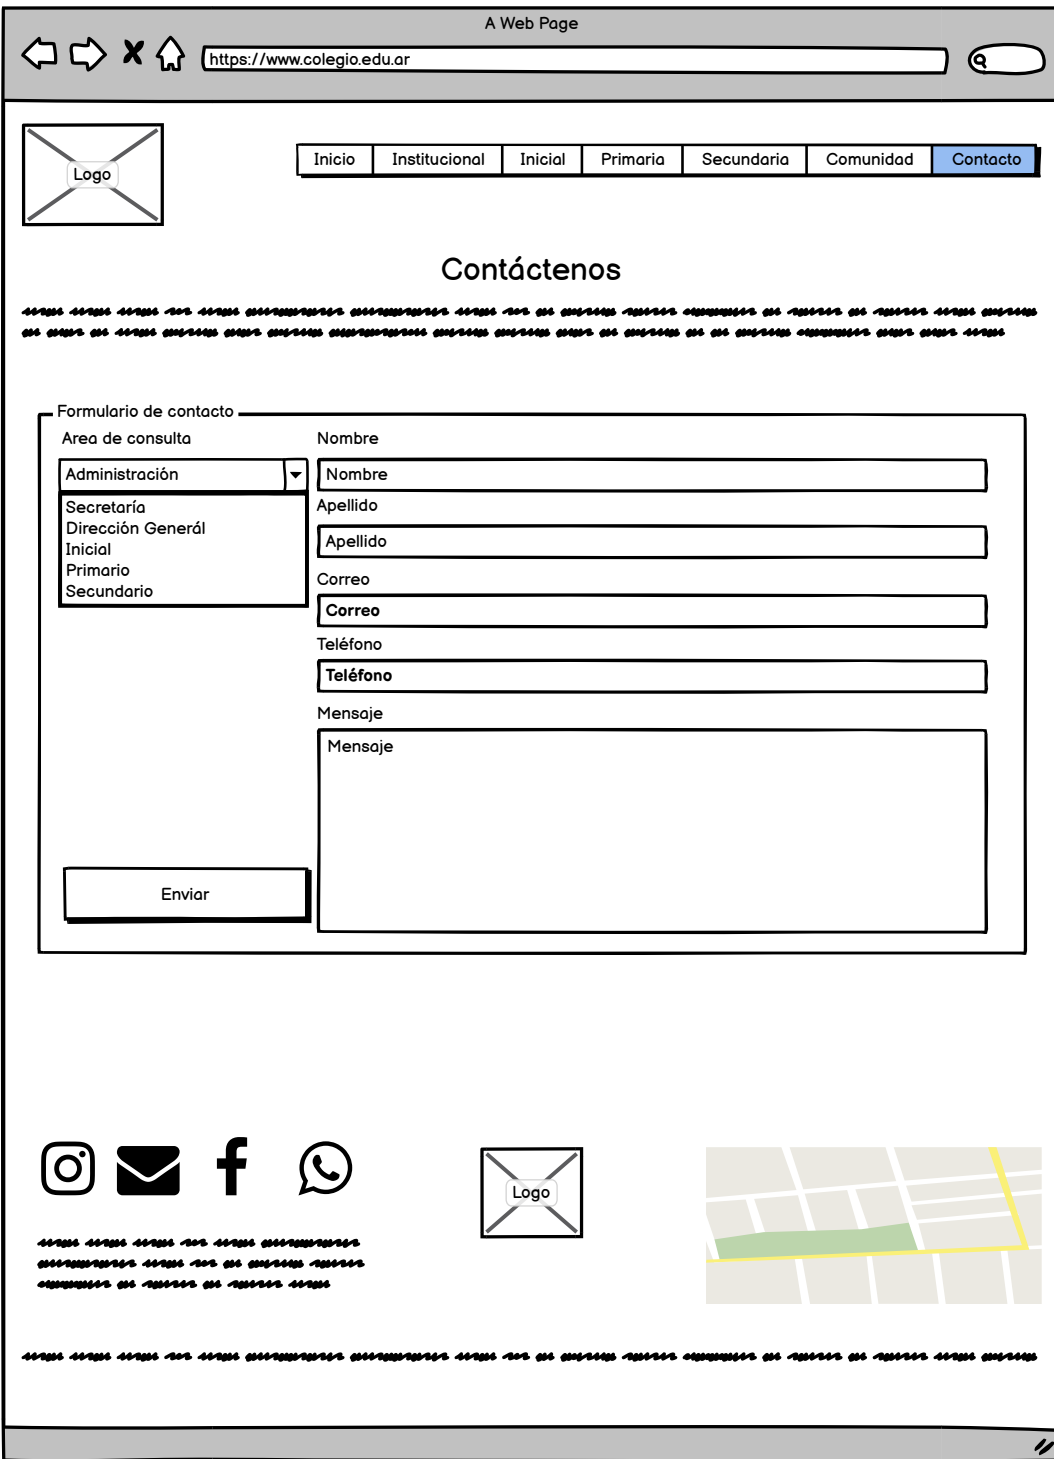 A Web Page
https://www.colegio.edu.ar
Logo
Inicio
Institucional
Inicial
Primaria
Secundaria
Comunidad
Contacto
Contáctenos
Formulario de contacto
Area de consulta
Administración
Secretaría
Dirección Generál
Inicial
Primario
Secundario
Enviar
Nombre
Nombre
Apellido
Apellido
Correo
Correo
Teléfono
Teléfono
Mensaje
Mensaje
Logo